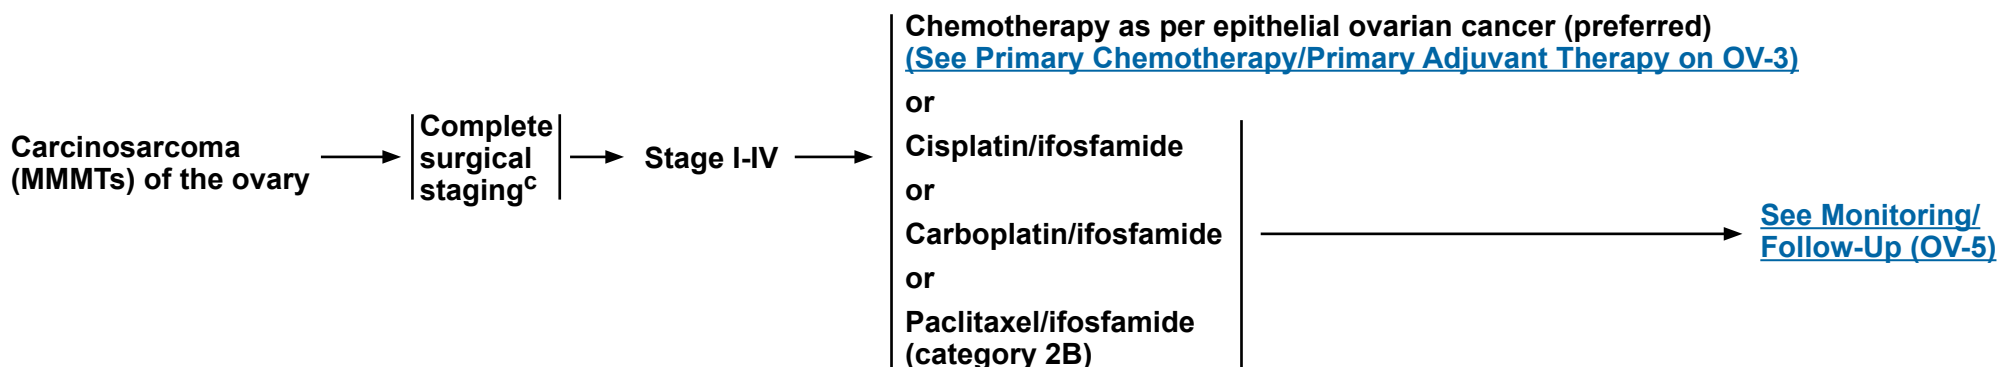 Carcinosarcoma
(MMMTs) of the ovary
Complete
surgical
stagingᶜ
Stage I-IV
Chemotherapy as per epithelial ovarian cancer (preferred)
(See Primary Chemotherapy/Primary Adjuvant Therapy on OV-3)
or
Cisplatin/ifosfamide
or
Carboplatin/ifosfamide
or
Paclitaxel/ifosfamide
(category 2B)
See Monitoring/
Follow-Up (OV-5)